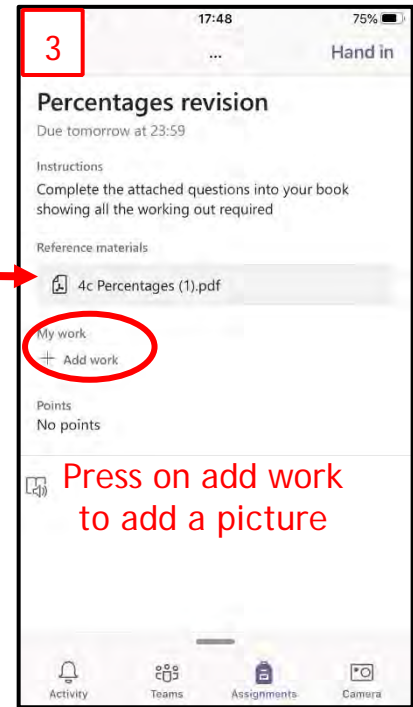 17:48
75%
3
...
Hand in
Percentages revision
Due tomorrow at 23:59
Instructions
Complete the attached questions into your book
showing all the working out required
Reference materials
4c Percentages (1).pdf
My work
+ Add work
Points
No points
Press on add work
to add a picture
Activity
Teams
Assignments
Camera